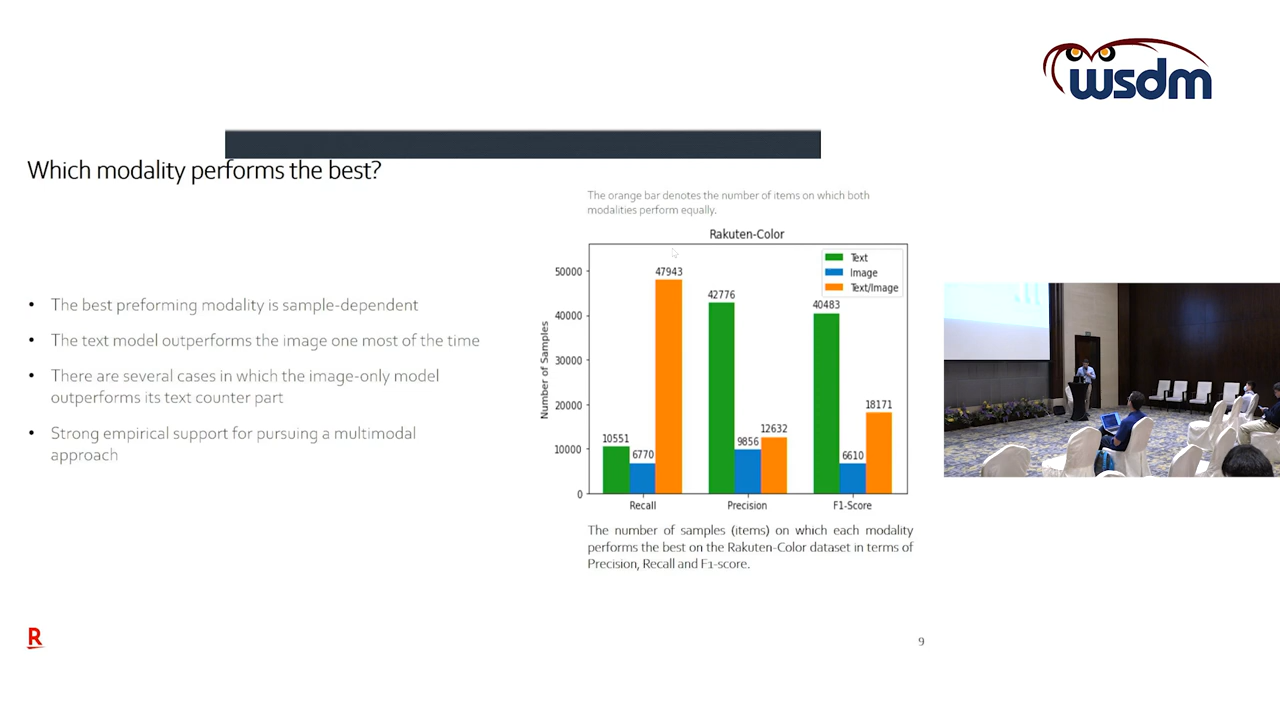 wsdm
Which modality performs the best?
The orange bar denotes the number of items on which both
modalities perform equally.
• The best preforming modality is sample-dependent
• The text model outperforms the image one most of the time
• There are several cases in which the image-only model
outperforms its text counter part
• Strong empirical support for pursuing a multimodal
approach
Rakuten-Color
Text
Image
Text/Image
Number of Samples
50000
40000
30000
20000
10000
0
10551
6770
47943
42776
9856
12632
40483
6610
18171
Recall
Precision
F1-Score
The number of samples (items) on which each modality
performs the best on the Rakuten-Color dataset in terms of
Precision, Recall and F1-score.
R
9